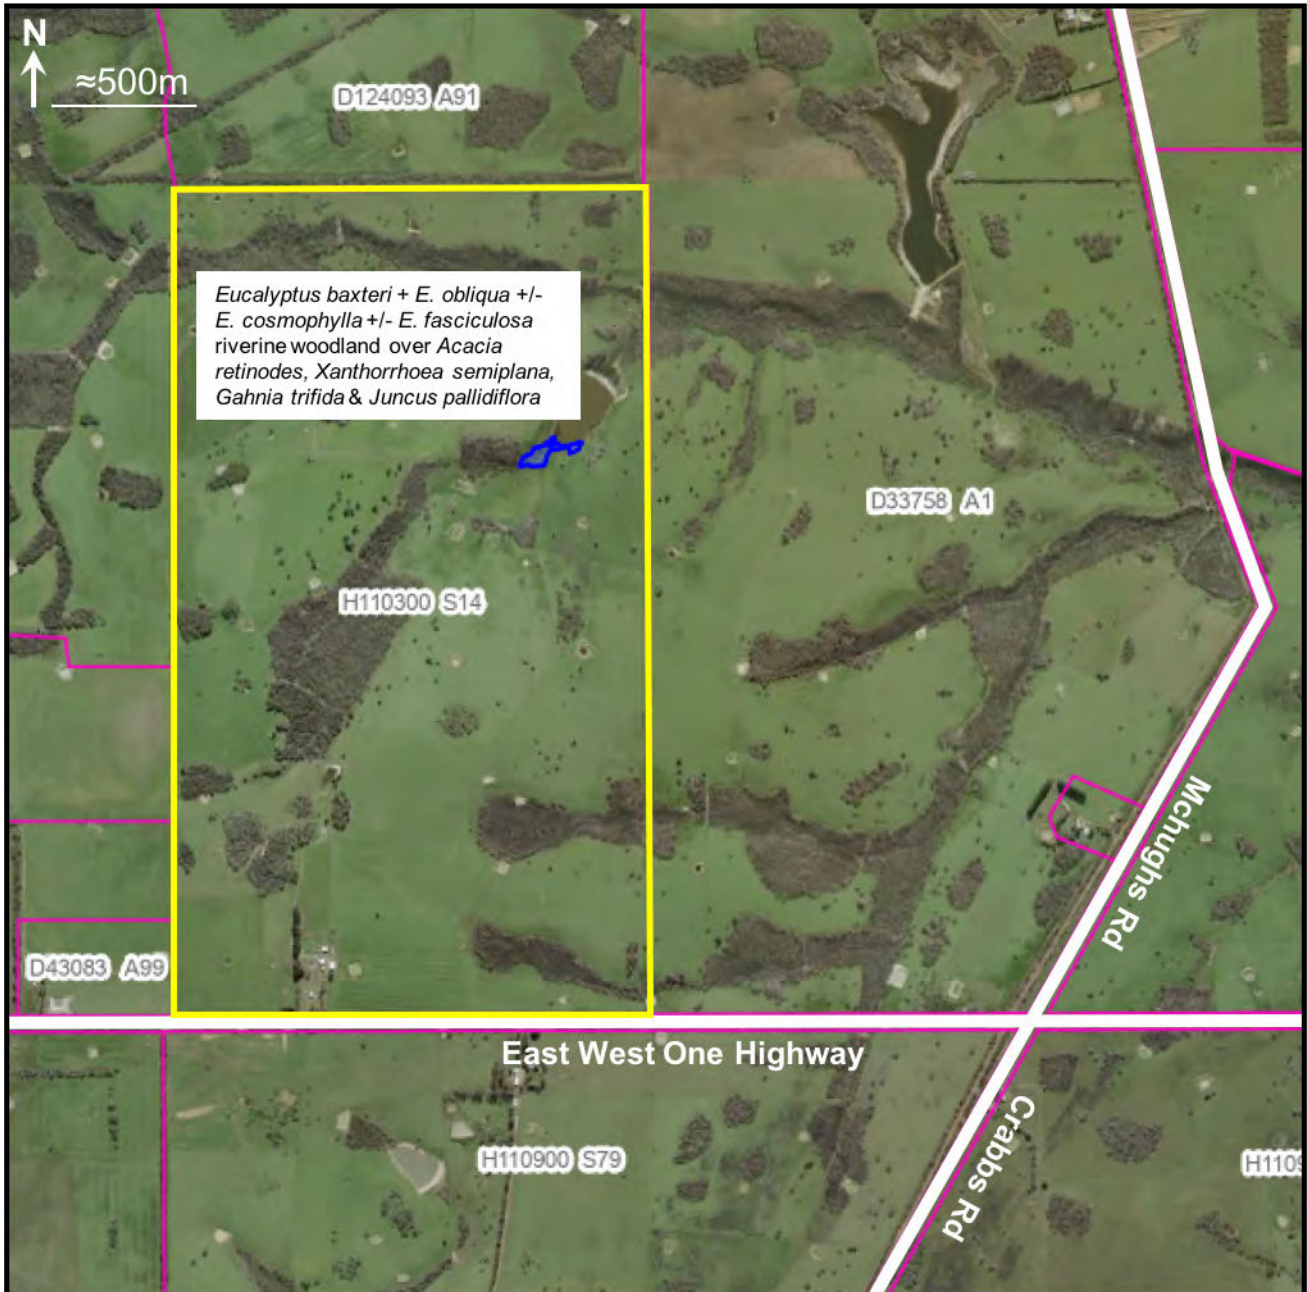 N
≈500m
D124093 A91
Eucalyptus baxteri + E. obliqua +/-
E. cosmophylla +/- E. fasciculosa
riverine woodland over Acacia
retinodes, Xanthorrhoea semiplana,
Gahnia trifida & Juncus pallidiflora
D33758 A1
H110300 S14
Mchughs Rd
D43083 A99
East West One Highway
Crabbs Rd
H110900 S79
H1109